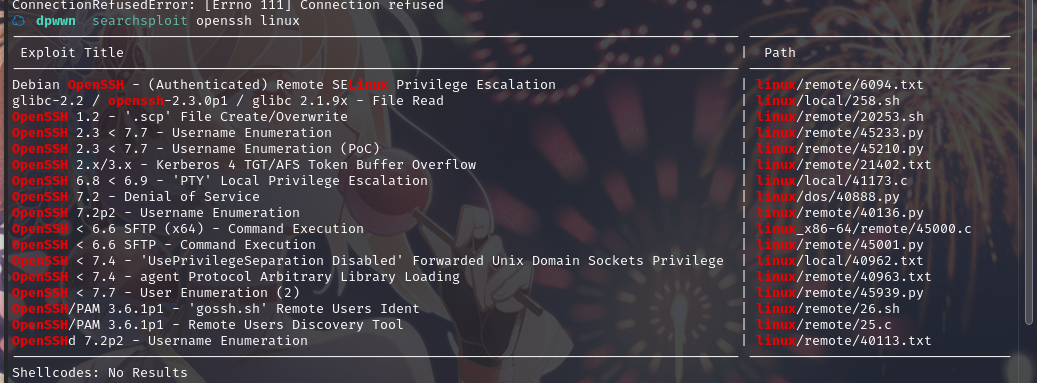 ConnectionRefusedError: [Errno 111] Connection refused
dpwwn searchsploit openssh linux
Exploit Title | Path
Debian OpenSSH - (Authenticated) Remote SELinux Privilege Escalation | linux/remote/6094.txt
glibc-2.2 / openssh-2.3.0p1 / glibc 2.1.9x - File Read | linux/local/258.sh
OpenSSH 1.2 - '.scp' File Create/Overwrite | linux/remote/20253.sh
OpenSSH 2.3 < 7.7 - Username Enumeration | linux/remote/45233.py
OpenSSH 2.3 < 7.7 - Username Enumeration (PoC) | linux/remote/45210.py
OpenSSH 2.x/3.x - Kerberos 4 TGT/AFS Token Buffer Overflow | linux/remote/21402.txt
OpenSSH 6.8 < 6.9 - 'PTY' Local Privilege Escalation | linux/local/41173.c
OpenSSH 7.2 - Denial of Service | linux/dos/40888.py
OpenSSH 7.2p2 - Username Enumeration | linux/remote/40136.py
OpenSSH < 6.6 SFTP (x64) - Command Execution | linux_x86-64/remote/45000.c
OpenSSH < 6.6 SFTP - Command Execution | linux/remote/45001.py
OpenSSH < 7.4 - 'UsePrivilegeSeparation Disabled' Forwarded Unix Domain Sockets Privilege | linux/local/40962.txt
OpenSSH < 7.4 - agent Protocol Arbitrary Library Loading | linux/remote/40963.txt
OpenSSH < 7.7 - User Enumeration (2) | linux/remote/45939.py
OpenSSH/PAM 3.6.1p1 - 'gossh.sh' Remote Users Ident | linux/remote/26.sh
OpenSSH/PAM 3.6.1p1 - Remote Users Discovery Tool | linux/remote/25.c
OpenSSHd 7.2p2 - Username Enumeration | linux/remote/40113.txt
Shellcodes: No Results